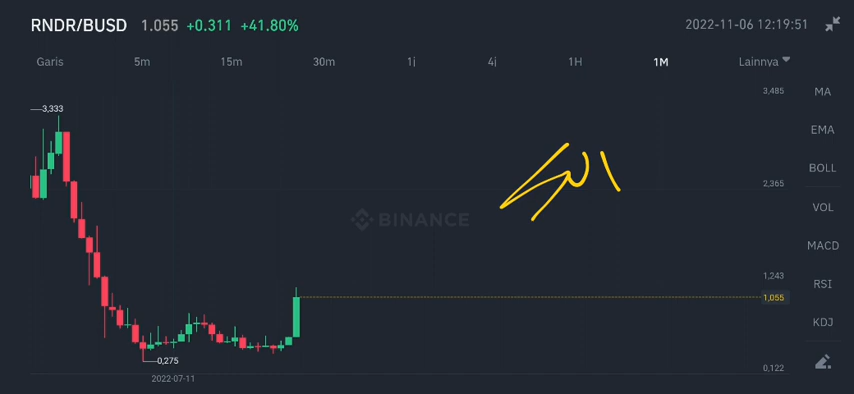 RNDR/BUSD 1.055 +0.311 +41.80% 2022-11-06 12:19:51
Garis 5m 15m 30m 1j 4j 1H 1M Lainnya
3,485
MA
3,333
EMA
BOLL
2,365
VOL
BINANCE
MACD
1,243
RSI
1,055
KDJ
0,275
0,122
2022-07-11